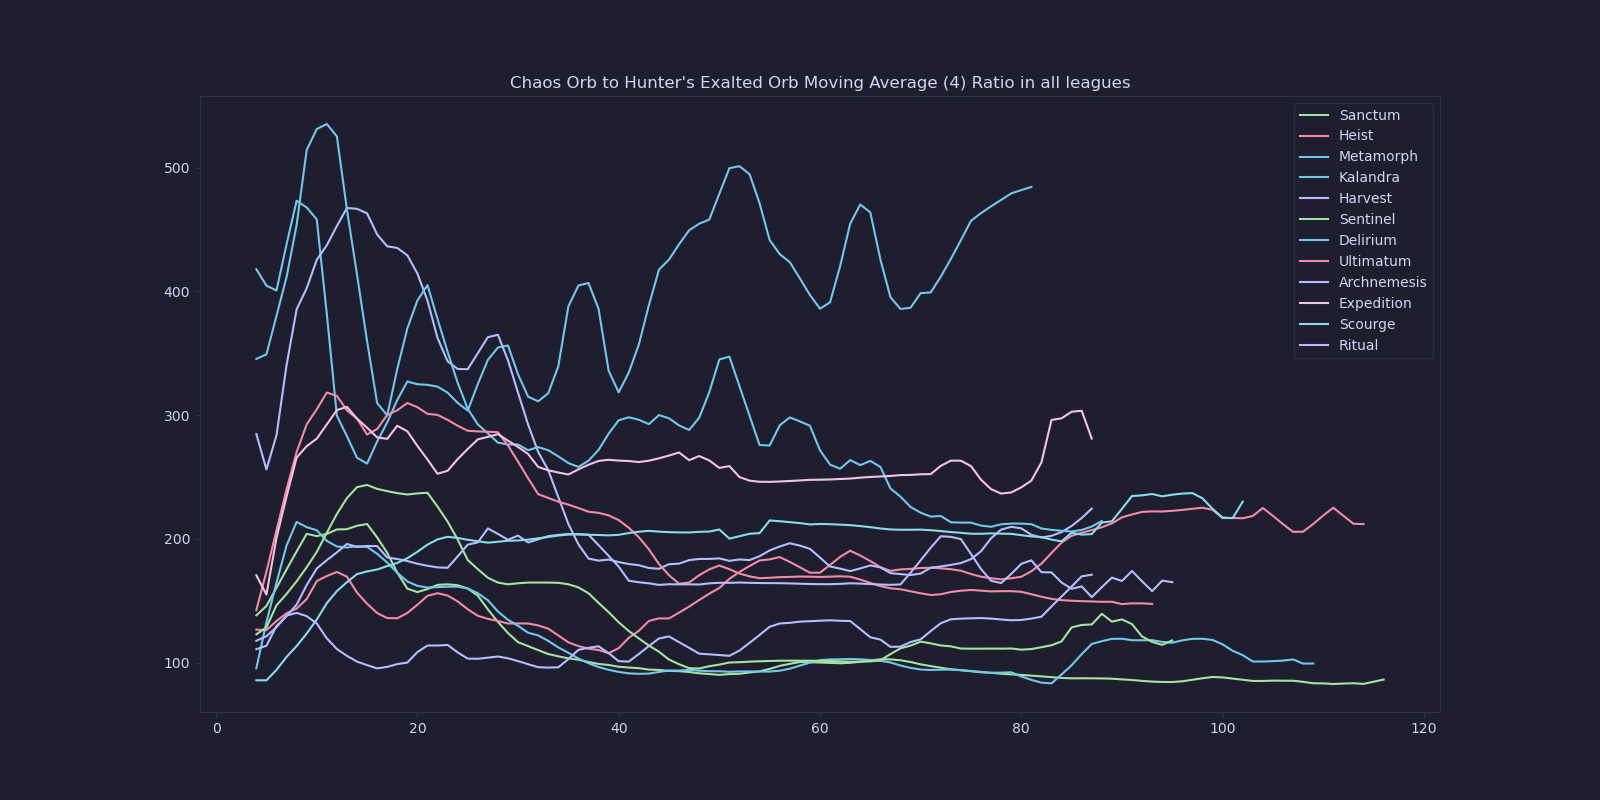 Chaos Orb to Hunter's Exalted Orb Moving Average (4) Ratio in all leagues
Sanctum
Heist
Metamorph
Kalandra
Harvest
Sentinel
Delirium
Ultimatum
Archnemesis
Expedition
Scourge
Ritual
500
400
300
200
100
0 20 40 60 80 100 120